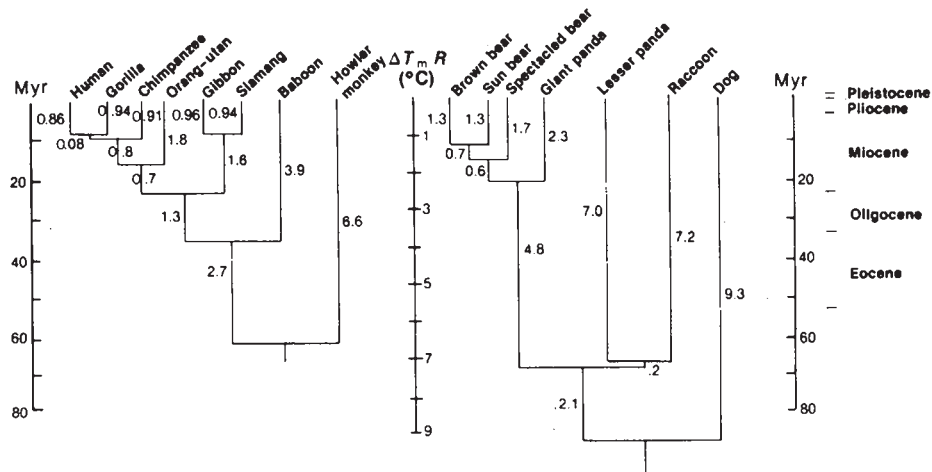 Myr
Human
Gorilla
Chimpanzee
Orang-utan
Gibbon
Siamang
Baboon
Howler
monkey
ΔTm R
(°C)
Brown bear
Sun bear
Spectacled bear
Giant panda
Lesser panda
Raccoon
Dog
Myr
Pleistocene
Pliocene
Miocene
Oligocene
Eocene
0.86
0.94
0.91
0.96
0.94
0.08
0.8
1.8
0.7
1.6
3.9
1.3
6.6
2.7
20
40
60
80
1
3
5
7
9
1.3
1.3
1.7
2.3
0.7
0.6
7.0
7.2
4.8
9.3
.2
.2.1
20
40
60
80